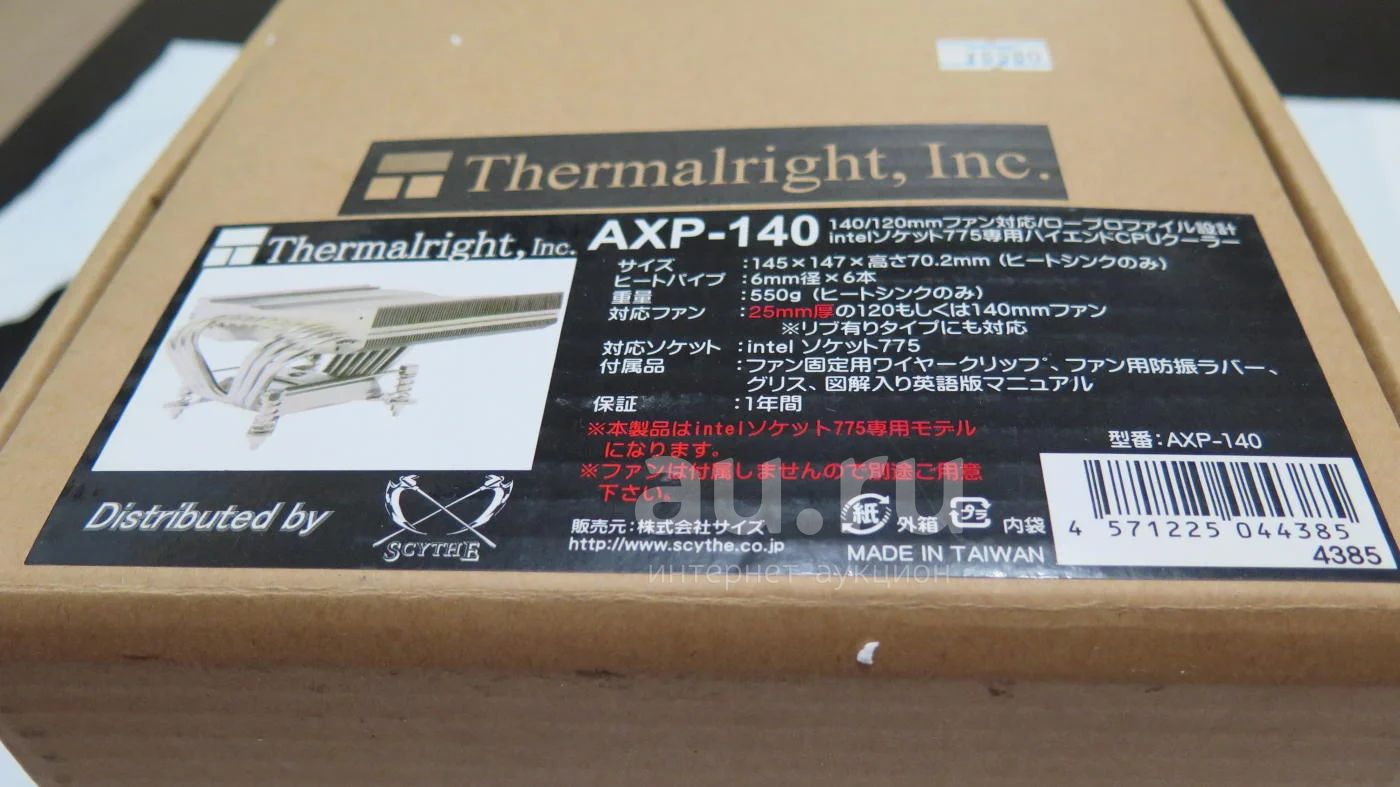 Thermalright, Inc.
Thermalright, Inc.
AXP-140
140/120mmファン対応/ロープロファイル設計
intelソケット775専用ハイエンドCPUクーラー
サイズ :145×147×高さ70.2mm (ヒートシンクのみ)
ヒートパイプ :6mm径×6本
重量 :550g (ヒートシンクのみ)
対応ファン :25mm厚の120もしくは140mmファン
※リブ有りタイプにも対応
対応ソケット :intel ソケット775
付属品 :ファン固定用ワイヤークリップ、ファン用防振ラバー、
グリス、図解入り英語版マニュアル
保証 :1年間
※本製品はintelソケット775専用モデル
になります。
※ファンは付属しませんので別途ご用意
下さい。
型番:AXP-140
Distributed by
SCYTHE
販売元:株式会社サイズ
http://www.scythe.co.jp
紙 外箱 プラ 内袋
MADE IN TAIWAN
4 571225 044385
4385
au.ru
интернет-аукцион